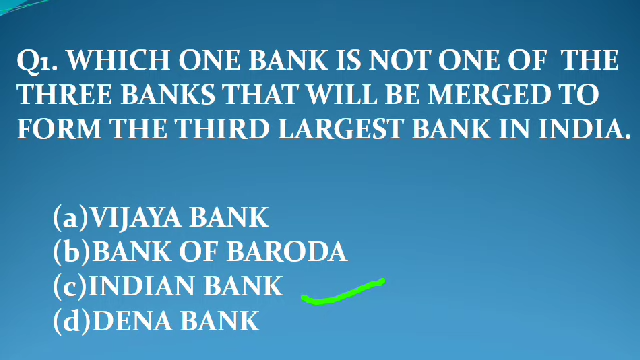 Q1. WHICH ONE BANK IS NOT ONE OF THE
THREE BANKS THAT WILL BE MERGED TO
FORM THE THIRD LARGEST BANK IN INDIA.
(a)VIJAYA BANK
(b)BANK OF BARODA
(c)INDIAN BANK
(d)DENA BANK